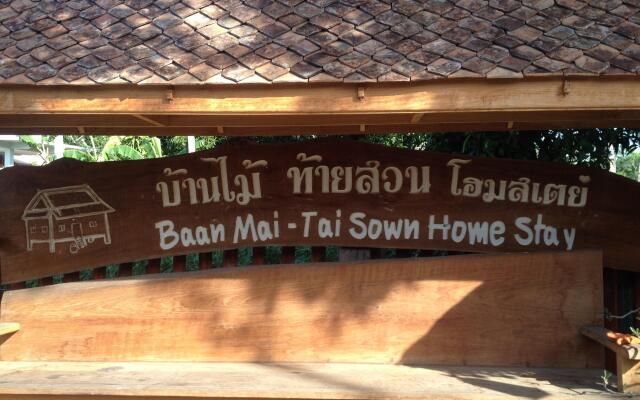 บ้านไม้ ท้ายสวน โฮมสเตย์
Baan Mai - Tai Sown Home Stay